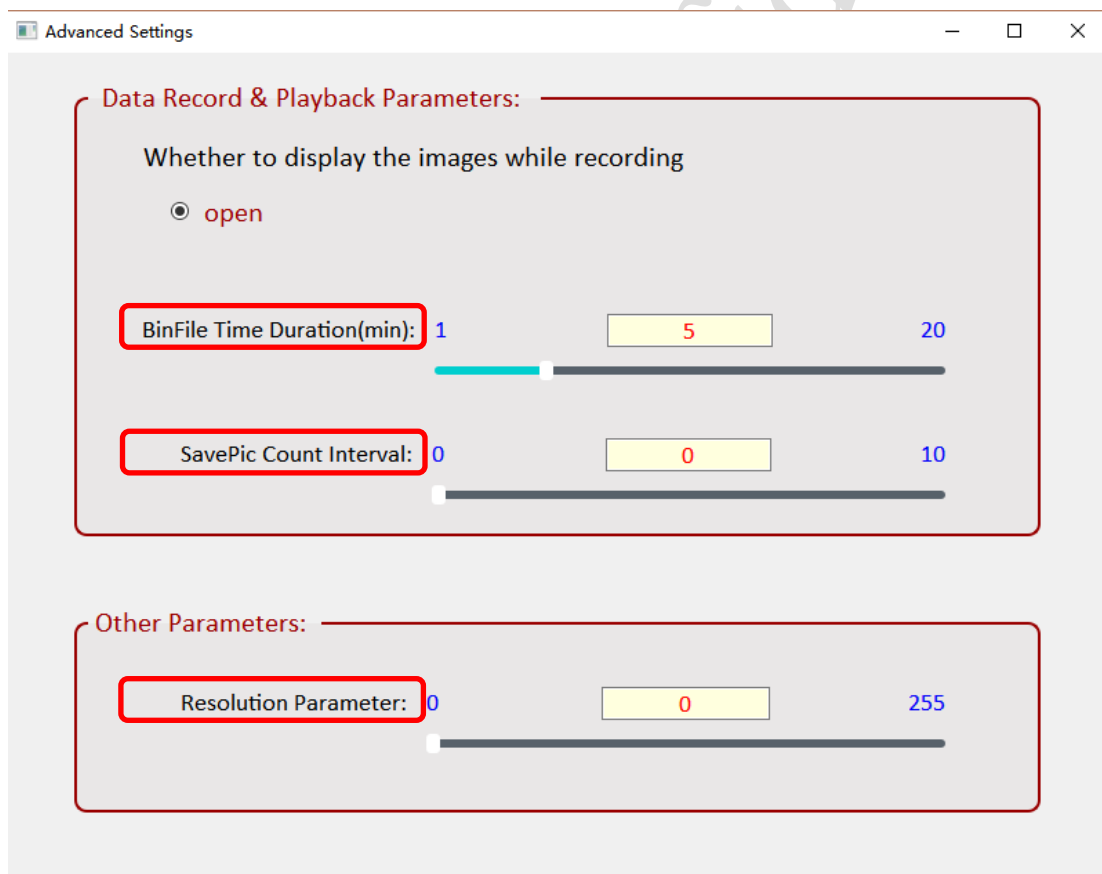 Advanced Settings
Data Record & Playback Parameters:
Whether to display the images while recording
open
BinFile Time Duration(min): 1 5 20
SavePic Count Interval: 0 0 10
Other Parameters:
Resolution Parameter: 0 0 255